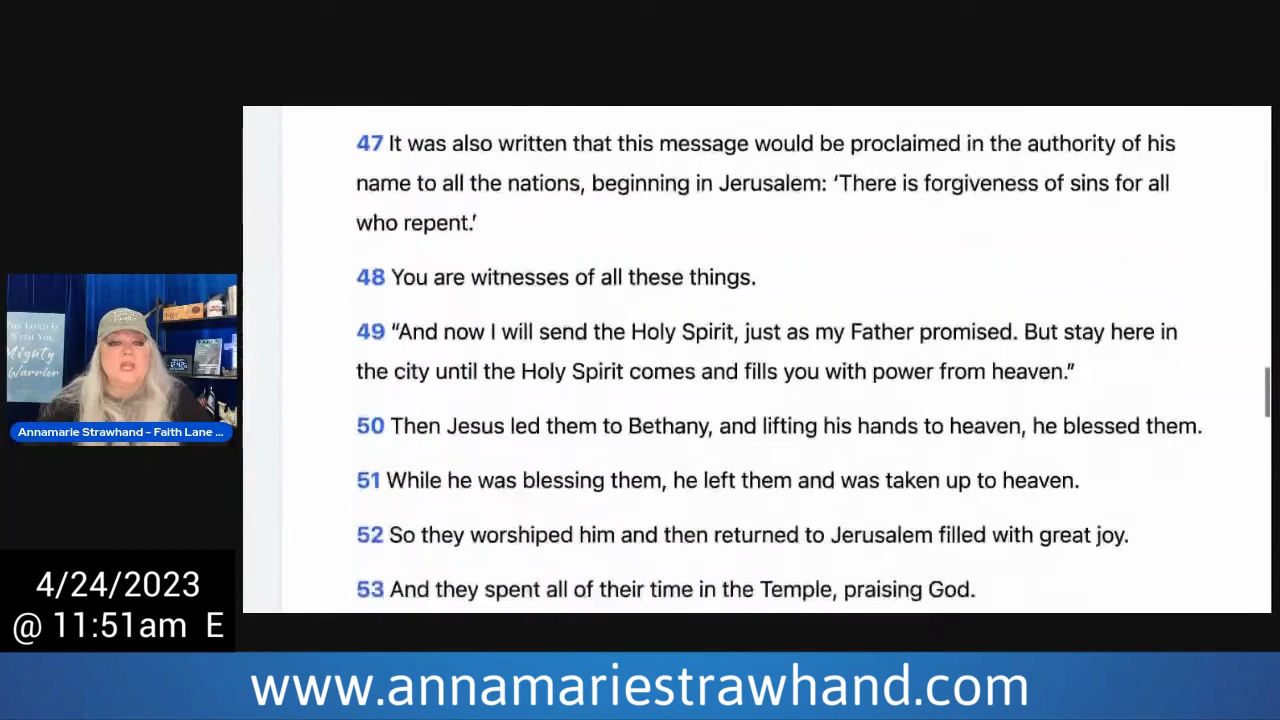 47 It was also written that this message would be proclaimed in the authority of his
name to all the nations, beginning in Jerusalem: ‘There is forgiveness of sins for all
who repent.’
48 You are witnesses of all these things.
49 “And now I will send the Holy Spirit, just as my Father promised. But stay here in
the city until the Holy Spirit comes and fills you with power from heaven.”
50 Then Jesus led them to Bethany, and lifting his hands to heaven, he blessed them.
51 While he was blessing them, he left them and was taken up to heaven.
52 So they worshiped him and then returned to Jerusalem filled with great joy.
53 And they spent all of their time in the Temple, praising God.
The Lord Is
With You
Mighty
Warrior
Annamarie Strawhand - Faith Lane ...
4/24/2023
@ 11:51am E
www.annamariestrawhand.com